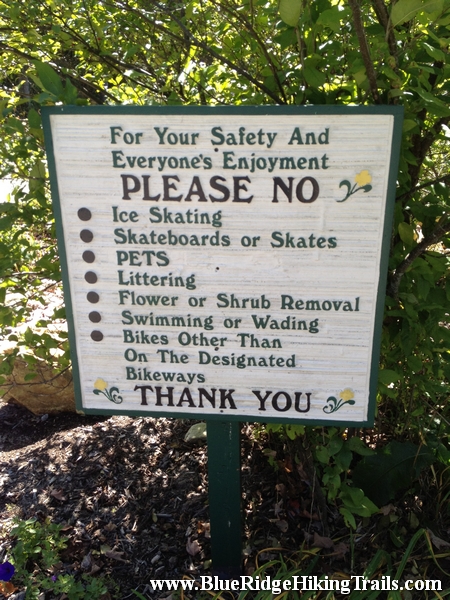 For Your Safety And
Everyone's Enjoyment
PLEASE NO
● Ice Skating
● Skateboards or Skates
● PETS
● Littering
● Flower or Shrub Removal
● Swimming or Wading
● Bikes Other Than
On The Designated
Bikeways
THANK YOU
www.BlueRidgeHikingTrails.com